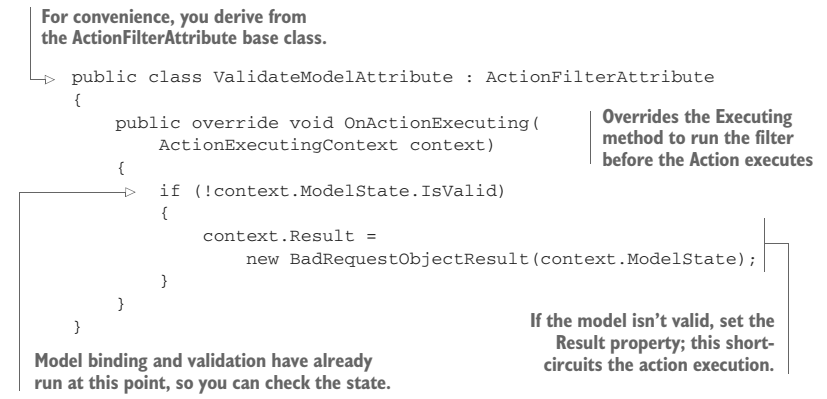 For convenience, you derive from
the ActionFilterAttribute base class.
public class ValidateModelAttribute : ActionFilterAttribute
{
public override void OnActionExecuting(
ActionExecutingContext context)
Overrides the Executing
method to run the filter
before the Action executes
{
if (!context.ModelState.IsValid)
{
context.Result =
new BadRequestObjectResult(context.ModelState);
}
}
}
If the model isn't valid, set the
Result property; this short-
circuits the action execution.
Model binding and validation have already
run at this point, so you can check the state.